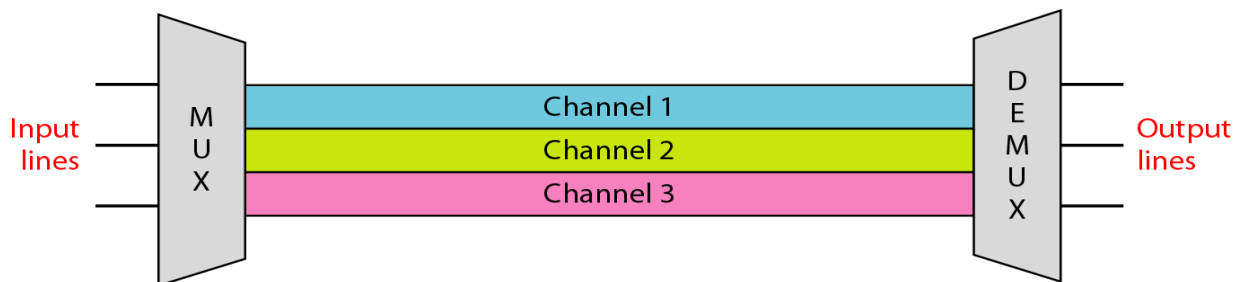 Input
lines
M
U
X
Channel 1
Channel 2
Channel 3
D
E
M
U
X
Output
lines